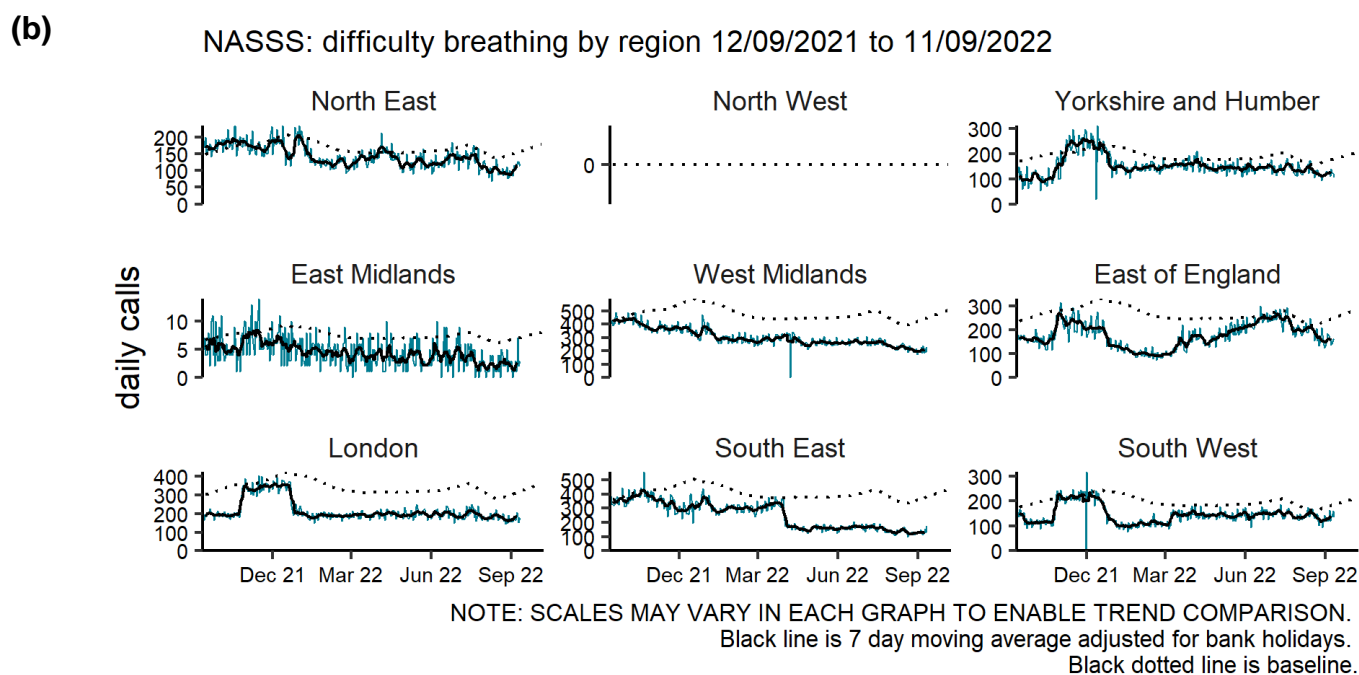 (b)
NASSS: difficulty breathing by region 12/09/2021 to 11/09/2022
daily calls
North East
200
150
100
50
0
North West
0
Yorkshire and Humber
300
200
100
0
East Midlands
10
5
0
West Midlands
500
400
300
200
100
0
East of England
300
200
100
0
London
400
300
200
100
0
Dec 21 Mar 22 Jun 22 Sep 22
South East
500
400
300
200
100
0
Dec 21 Mar 22 Jun 22 Sep 22
South West
300
200
100
0
Dec 21 Mar 22 Jun 22 Sep 22
NOTE: SCALES MAY VARY IN EACH GRAPH TO ENABLE TREND COMPARISON.
Black line is 7 day moving average adjusted for bank holidays.
Black dotted line is baseline.